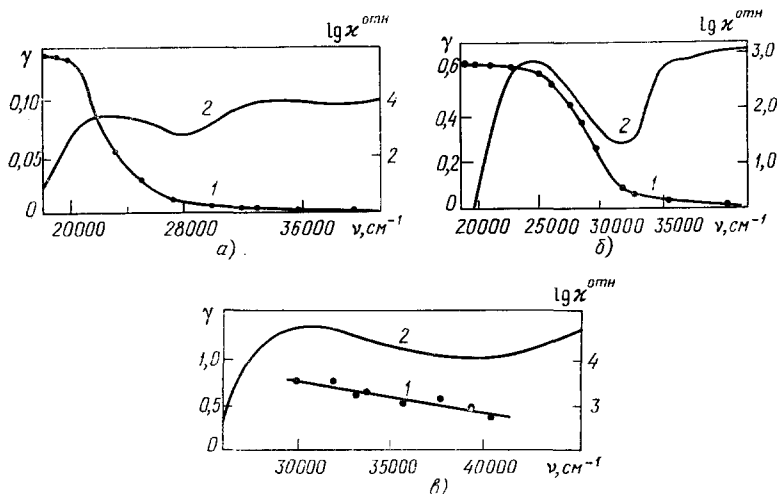 lg ϰ^отн
γ
0,10
0,05
0
4
2
2
1
20000 28000 36000 ν, см⁻¹
а)
lg ϰ^отн
γ
0,6
0,4
0,2
0
3,0
2,0
1,0
2
1
20000 25000 30000 35000 ν, см⁻¹
б)
lg ϰ^отн
γ
1,0
0,5
0
4
3
2
1
30000 35000 40000 ν, см⁻¹
в)